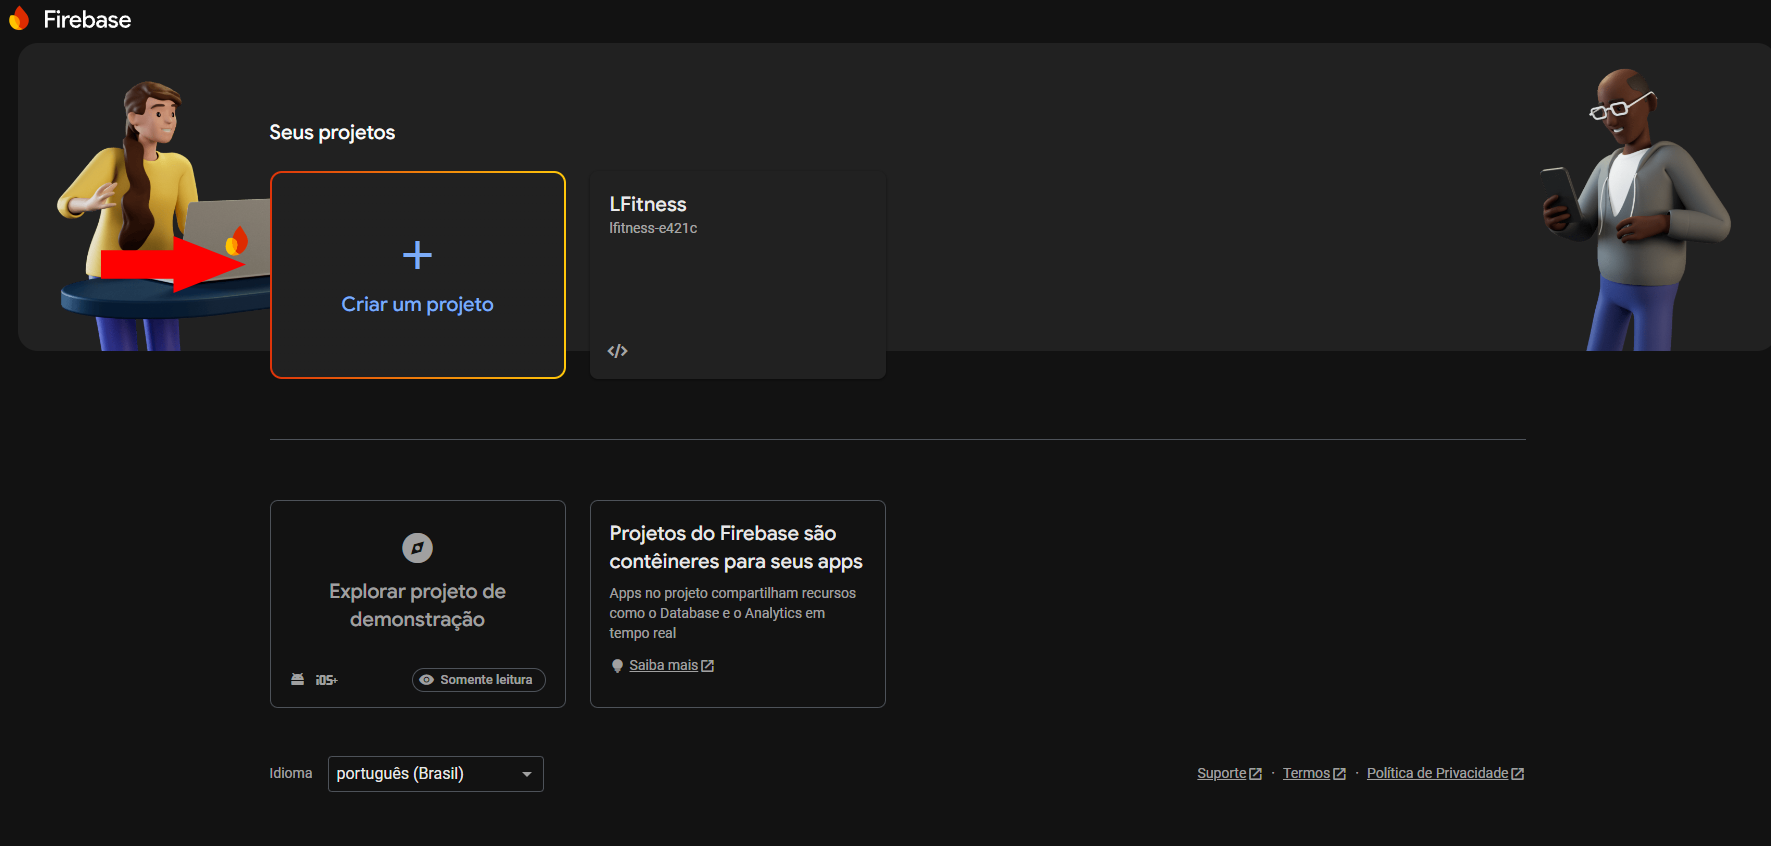 Firebase
Seus projetos
Criar um projeto
LFitness
lfitness-e421c
Explorar projeto de
demonstração
iOS+
Somente leitura
Projetos do Firebase são
contêineres para seus apps
Apps no projeto compartilham recursos
como o Database e o Analytics em
tempo real
Saiba mais
Idioma
português (Brasil)
Suporte · Termos · Política de Privacidade